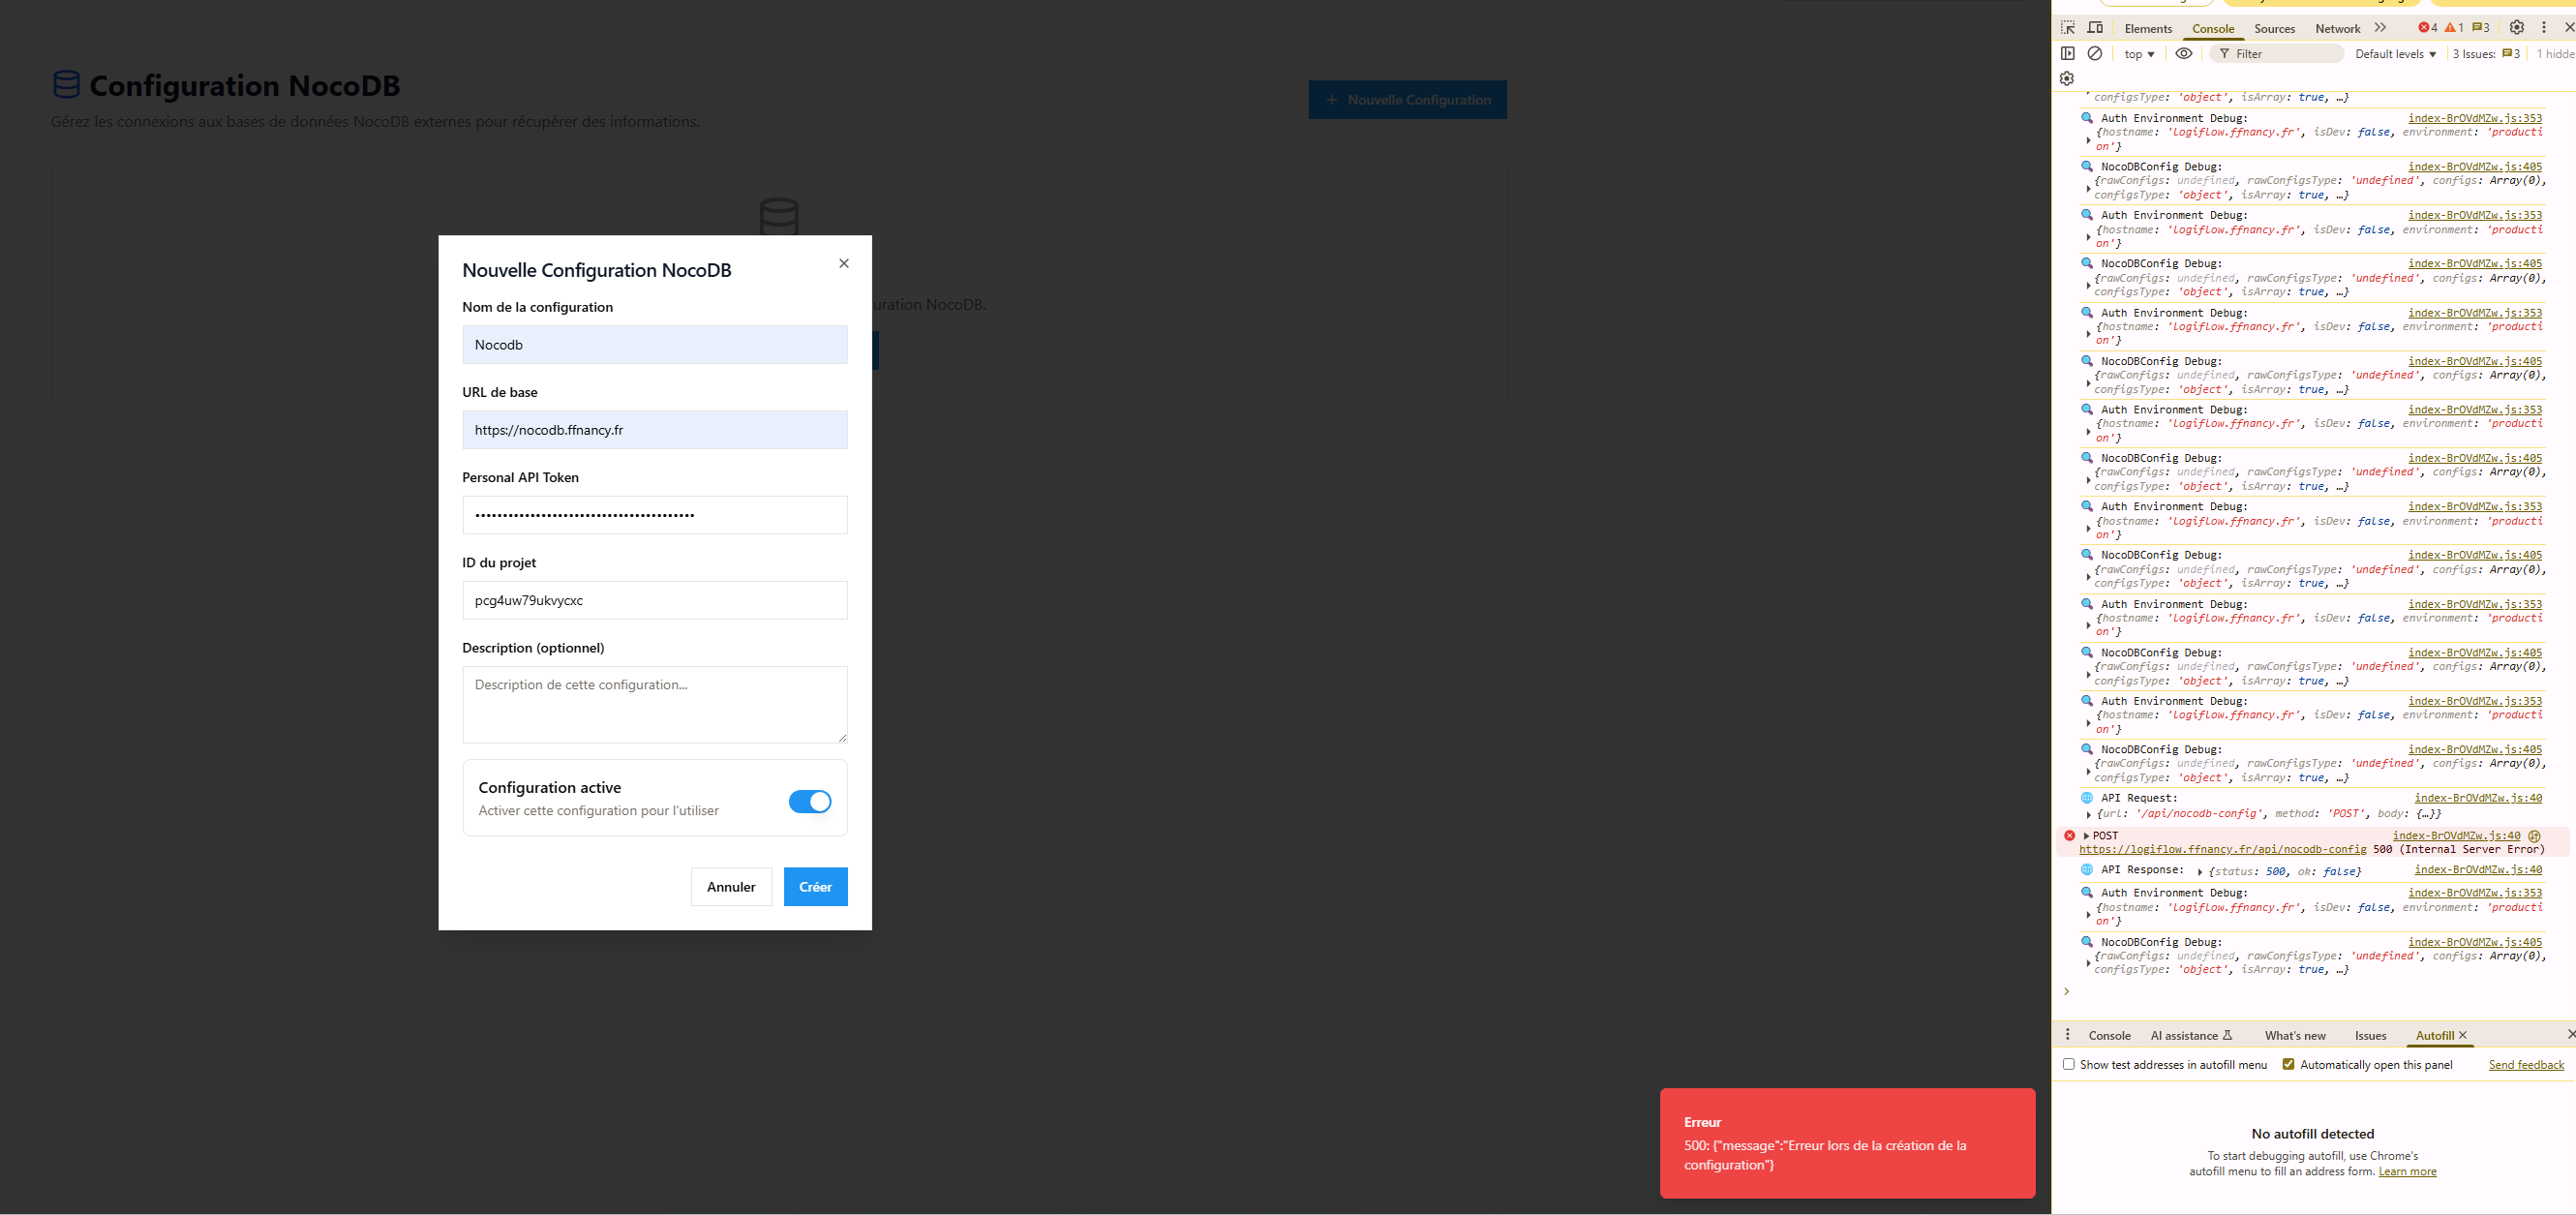 Configuration NocoDB
Gérez les connexions aux bases de données NocoDB externes pour récupérer des informations.
+ Nouvelle Configuration
uration NocoDB.
Nouvelle Configuration NocoDB
Nom de la configuration
Nocodb
URL de base
https://nocodb.ffnancy.fr
Personal API Token
••••••••••••••••••••••••••••••••••••••••
ID du projet
pcg4uw79ukvycxc
Description (optionnel)
Description de cette configuration...
Configuration active
Activer cette configuration pour l'utiliser
Annuler
Créer
Erreur
500: {"message":"Erreur lors de la création de la
configuration"}
Elements Console Sources Network 4 1 3
top Filter Default levels 3 Issues: 3 1 hidde
configsType: 'object', isArray: true, …}
Auth Environment Debug: index-BrOVdMZw.js:353
{hostname: 'logiflow.ffnancy.fr', isDev: false, environment: 'producti
on'}
NocoDBConfig Debug: index-BrOVdMZw.js:405
{rawConfigs: undefined, rawConfigsType: 'undefined', configs: Array(0),
configsType: 'object', isArray: true, …}
Auth Environment Debug: index-BrOVdMZw.js:353
{hostname: 'logiflow.ffnancy.fr', isDev: false, environment: 'producti
on'}
NocoDBConfig Debug: index-BrOVdMZw.js:405
{rawConfigs: undefined, rawConfigsType: 'undefined', configs: Array(0),
configsType: 'object', isArray: true, …}
Auth Environment Debug: index-BrOVdMZw.js:353
{hostname: 'logiflow.ffnancy.fr', isDev: false, environment: 'producti
on'}
NocoDBConfig Debug: index-BrOVdMZw.js:405
{rawConfigs: undefined, rawConfigsType: 'undefined', configs: Array(0),
configsType: 'object', isArray: true, …}
Auth Environment Debug: index-BrOVdMZw.js:353
{hostname: 'logiflow.ffnancy.fr', isDev: false, environment: 'producti
on'}
NocoDBConfig Debug: index-BrOVdMZw.js:405
{rawConfigs: undefined, rawConfigsType: 'undefined', configs: Array(0),
configsType: 'object', isArray: true, …}
Auth Environment Debug: index-BrOVdMZw.js:353
{hostname: 'logiflow.ffnancy.fr', isDev: false, environment: 'producti
on'}
NocoDBConfig Debug: index-BrOVdMZw.js:405
{rawConfigs: undefined, rawConfigsType: 'undefined', configs: Array(0),
configsType: 'object', isArray: true, …}
Auth Environment Debug: index-BrOVdMZw.js:353
{hostname: 'logiflow.ffnancy.fr', isDev: false, environment: 'producti
on'}
NocoDBConfig Debug: index-BrOVdMZw.js:405
{rawConfigs: undefined, rawConfigsType: 'undefined', configs: Array(0),
configsType: 'object', isArray: true, …}
Auth Environment Debug: index-BrOVdMZw.js:353
{hostname: 'logiflow.ffnancy.fr', isDev: false, environment: 'producti
on'}
NocoDBConfig Debug: index-BrOVdMZw.js:405
{rawConfigs: undefined, rawConfigsType: 'undefined', configs: Array(0),
configsType: 'object', isArray: true, …}
API Request: index-BrOVdMZw.js:40
{url: '/api/nocodb-config', method: 'POST', body: {…}}
POST index-BrOVdMZw.js:40
https://logiflow.ffnancy.fr/api/nocodb-config 500 (Internal Server Error)
API Response: {status: 500, ok: false} index-BrOVdMZw.js:40
Auth Environment Debug: index-BrOVdMZw.js:353
{hostname: 'logiflow.ffnancy.fr', isDev: false, environment: 'producti
on'}
NocoDBConfig Debug: index-BrOVdMZw.js:405
{rawConfigs: undefined, rawConfigsType: 'undefined', configs: Array(0),
configsType: 'object', isArray: true, …}
Console AI assistance What's new Issues Autofill
Show test addresses in autofill menu Automatically open this panel Send feedback
No autofill detected
To start debugging autofill, use Chrome's
autofill menu to fill an address form. Learn more